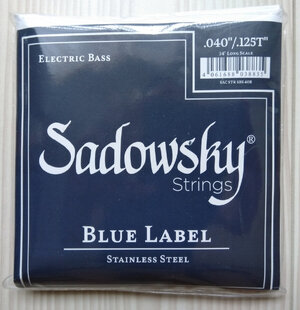 .040"/.125T"
Electric Bass
34" Long Scale
Sadowsky®
Strings
Blue Label
Stainless Steel